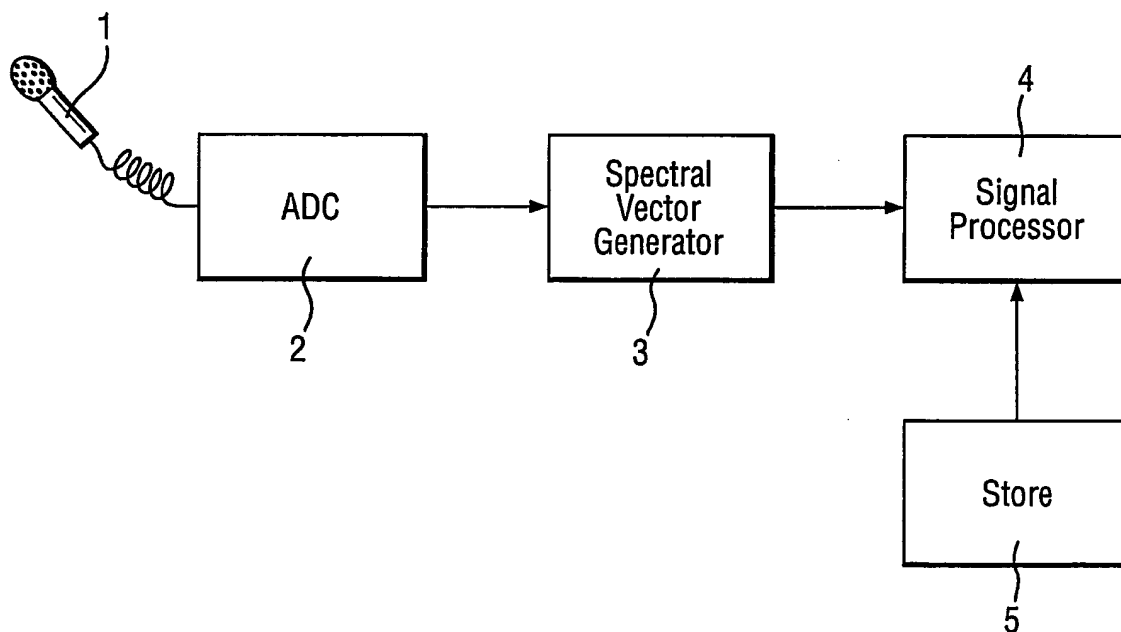 1
ADC
2
Spectral
Vector
Generator
3
4
Signal
Processor
Store
5